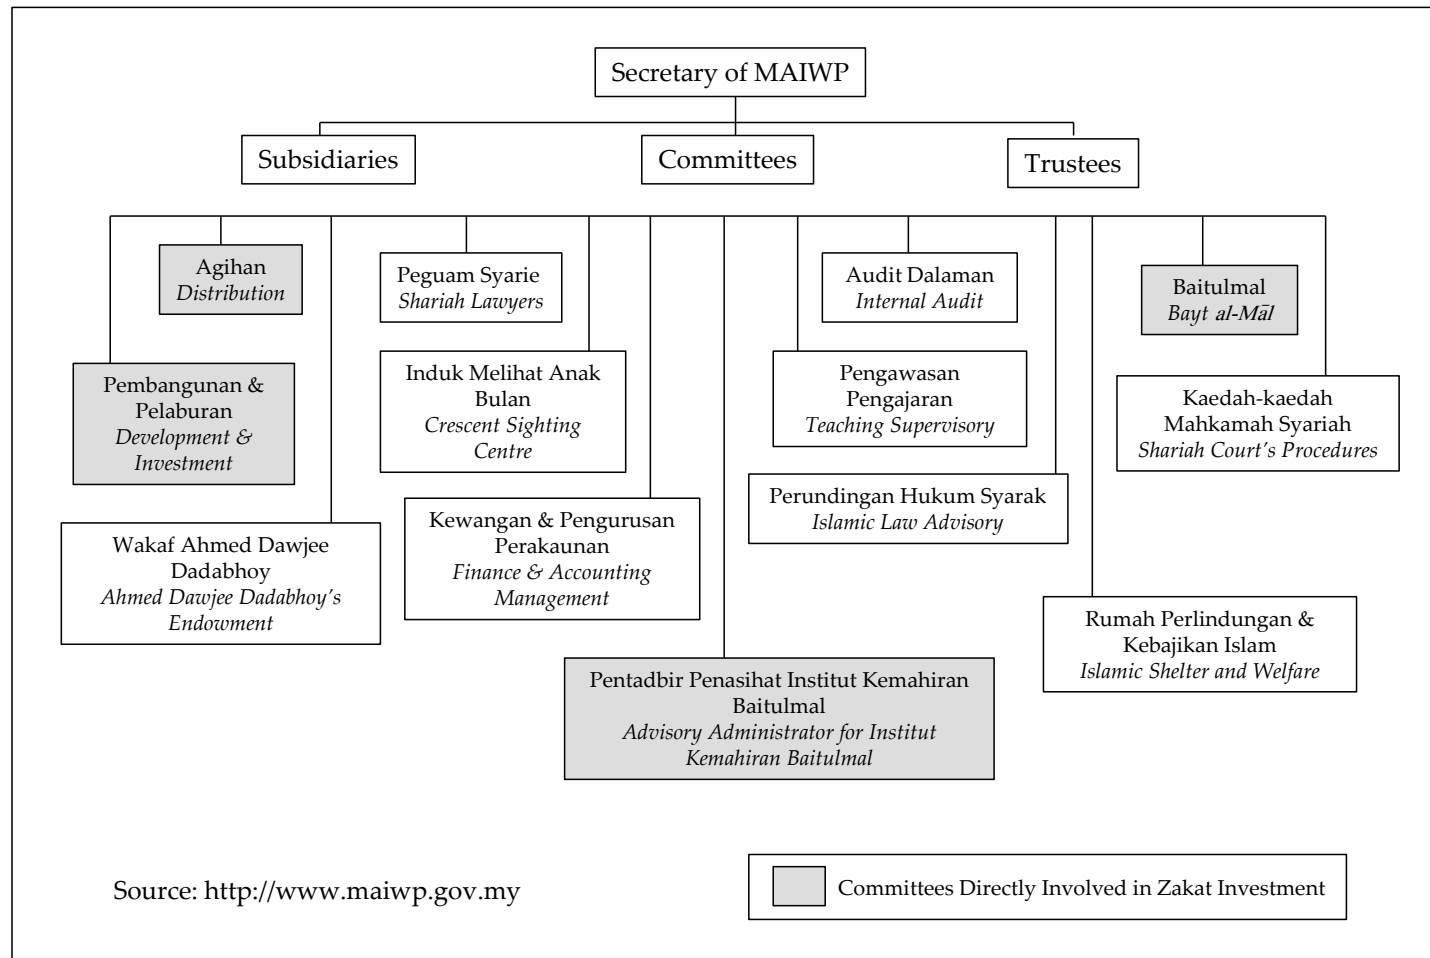 Secretary of MAIWP
Subsidiaries
Committees
Trustees
Agihan
Distribution
Peguam Syarie
Shariah Lawyers
Audit Dalaman
Internal Audit
Baitulmal
Bayt al-Māl
Pembangunan &
Pelaburan
Development &
Investment
Induk Melihat Anak
Bulan
Crescent Sighting
Centre
Pengawasan
Pengajaran
Teaching Supervisory
Kaedah-kaedah
Mahkamah Syariah
Shariah Court's Procedures
Wakaf Ahmed Dawjee
Dadabhoy
Ahmed Dawjee Dadabhoy's
Endowment
Kewangan & Pengurusan
Perakaunan
Finance & Accounting
Management
Perundingan Hukum Syarak
Islamic Law Advisory
Rumah Perlindungan &
Kebajikan Islam
Islamic Shelter and Welfare
Pentadbir Penasihat Institut Kemahiran
Baitulmal
Advisory Administrator for Institut
Kemahiran Baitulmal
Source: http://www.maiwp.gov.my
Committees Directly Involved in Zakat Investment